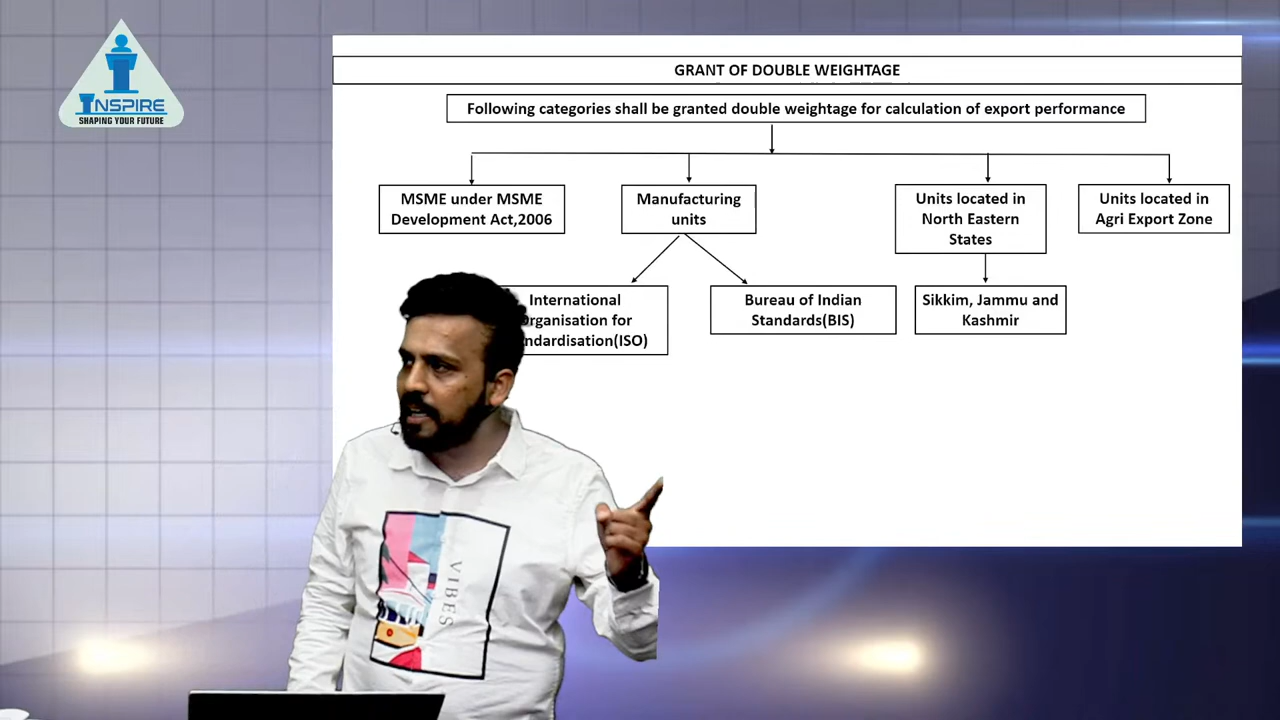 INSPIRE
SHAPING YOUR FUTURE
GRANT OF DOUBLE WEIGHTAGE
Following categories shall be granted double weightage for calculation of export performance
MSME under MSME
Development Act,2006
Manufacturing
units
Units located in
North Eastern
States
Units located in
Agri Export Zone
International
for
(ISO)
Bureau of Indian
Standards(BIS)
Sikkim, Jammu and
Kashmir
VIBES